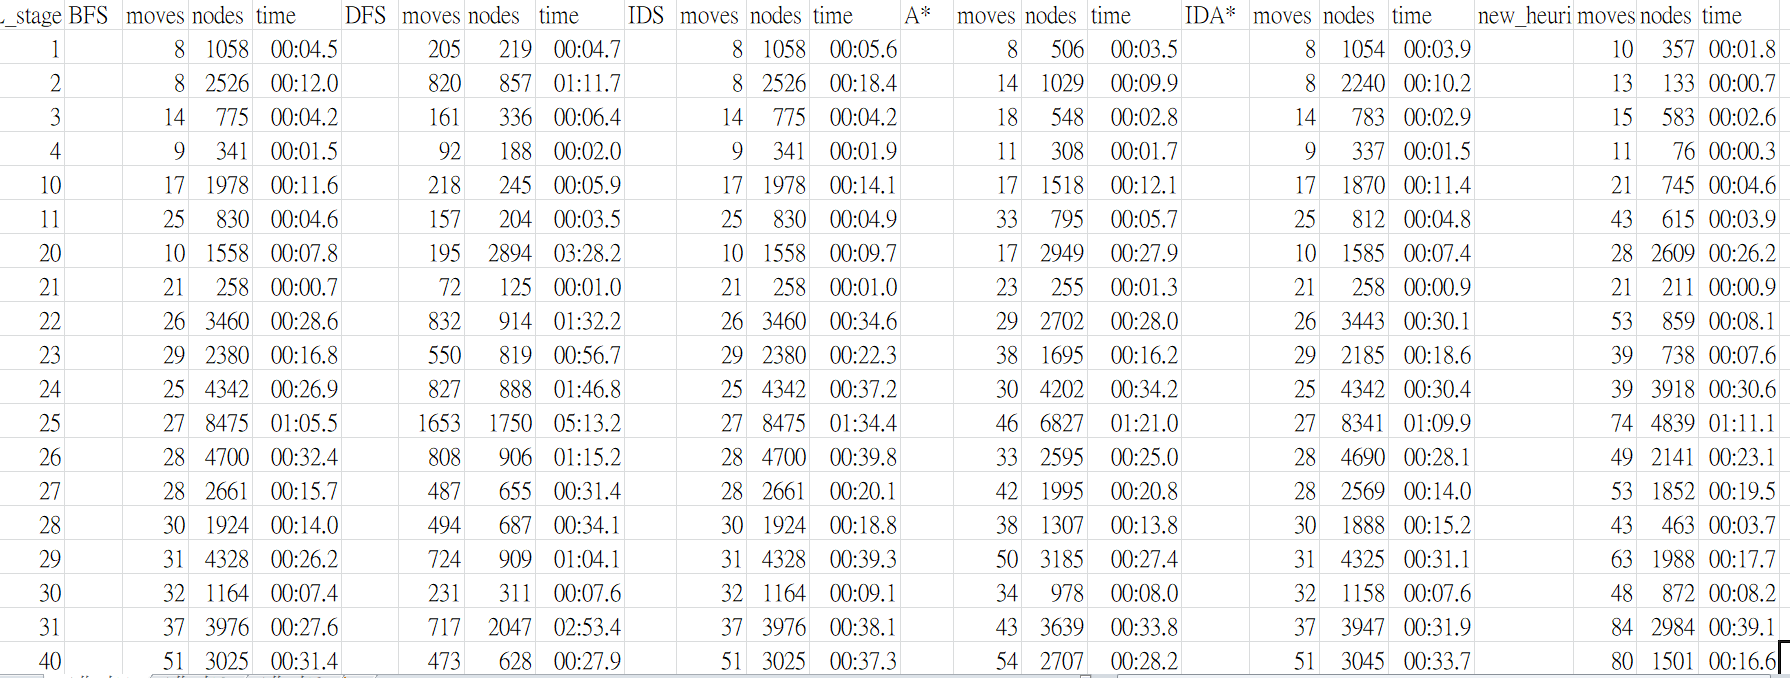 _stage BFS moves nodes time DFS moves nodes time IDS moves nodes time A* moves nodes time IDA* moves nodes time new_heuri moves nodes time
1 8 1058 00:04.5 205 219 00:04.7 8 1058 00:05.6 8 506 00:03.5 8 1054 00:03.9 10 357 00:01.8
2 8 2526 00:12.0 820 857 01:11.7 8 2526 00:18.4 14 1029 00:09.9 8 2240 00:10.2 13 133 00:00.7
3 14 775 00:04.2 161 336 00:06.4 14 775 00:04.2 18 548 00:02.8 14 783 00:02.9 15 583 00:02.6
4 9 341 00:01.5 92 188 00:02.0 9 341 00:01.9 11 308 00:01.7 9 337 00:01.5 11 76 00:00.3
10 17 1978 00:11.6 218 245 00:05.9 17 1978 00:14.1 17 1518 00:12.1 17 1870 00:11.4 21 745 00:04.6
11 25 830 00:04.6 157 204 00:03.5 25 830 00:04.9 33 795 00:05.7 25 812 00:04.8 43 615 00:03.9
20 10 1558 00:07.8 195 2894 03:28.2 10 1558 00:09.7 17 2949 00:27.9 10 1585 00:07.4 28 2609 00:26.2
21 21 258 00:00.7 72 125 00:01.0 21 258 00:01.0 23 255 00:01.3 21 258 00:00.9 21 211 00:00.9
22 26 3460 00:28.6 832 914 01:32.2 26 3460 00:34.6 29 2702 00:28.0 26 3443 00:30.1 53 859 00:08.1
23 29 2380 00:16.8 550 819 00:56.7 29 2380 00:22.3 38 1695 00:16.2 29 2185 00:18.6 39 738 00:07.6
24 25 4342 00:26.9 827 888 01:46.8 25 4342 00:37.2 30 4202 00:34.2 25 4342 00:30.4 39 3918 00:30.6
25 27 8475 01:05.5 1653 1750 05:13.2 27 8475 01:34.4 46 6827 01:21.0 27 8341 01:09.9 74 4839 01:11.1
26 28 4700 00:32.4 808 906 01:15.2 28 4700 00:39.8 33 2595 00:25.0 28 4690 00:28.1 49 2141 00:23.1
27 28 2661 00:15.7 487 655 00:31.4 28 2661 00:20.1 42 1995 00:20.8 28 2569 00:14.0 53 1852 00:19.5
28 30 1924 00:14.0 494 687 00:34.1 30 1924 00:18.8 38 1307 00:13.8 30 1888 00:15.2 43 463 00:03.7
29 31 4328 00:26.2 724 909 01:04.1 31 4328 00:39.3 50 3185 00:27.4 31 4325 00:31.1 63 1988 00:17.7
30 32 1164 00:07.4 231 311 00:07.6 32 1164 00:09.1 34 978 00:08.0 32 1158 00:07.6 48 872 00:08.2
31 37 3976 00:27.6 717 2047 02:53.4 37 3976 00:38.1 43 3639 00:33.8 37 3947 00:31.9 84 2984 00:39.1
40 51 3025 00:31.4 473 628 00:27.9 51 3025 00:37.3 54 2707 00:28.2 51 3045 00:33.7 80 1501 00:16.6